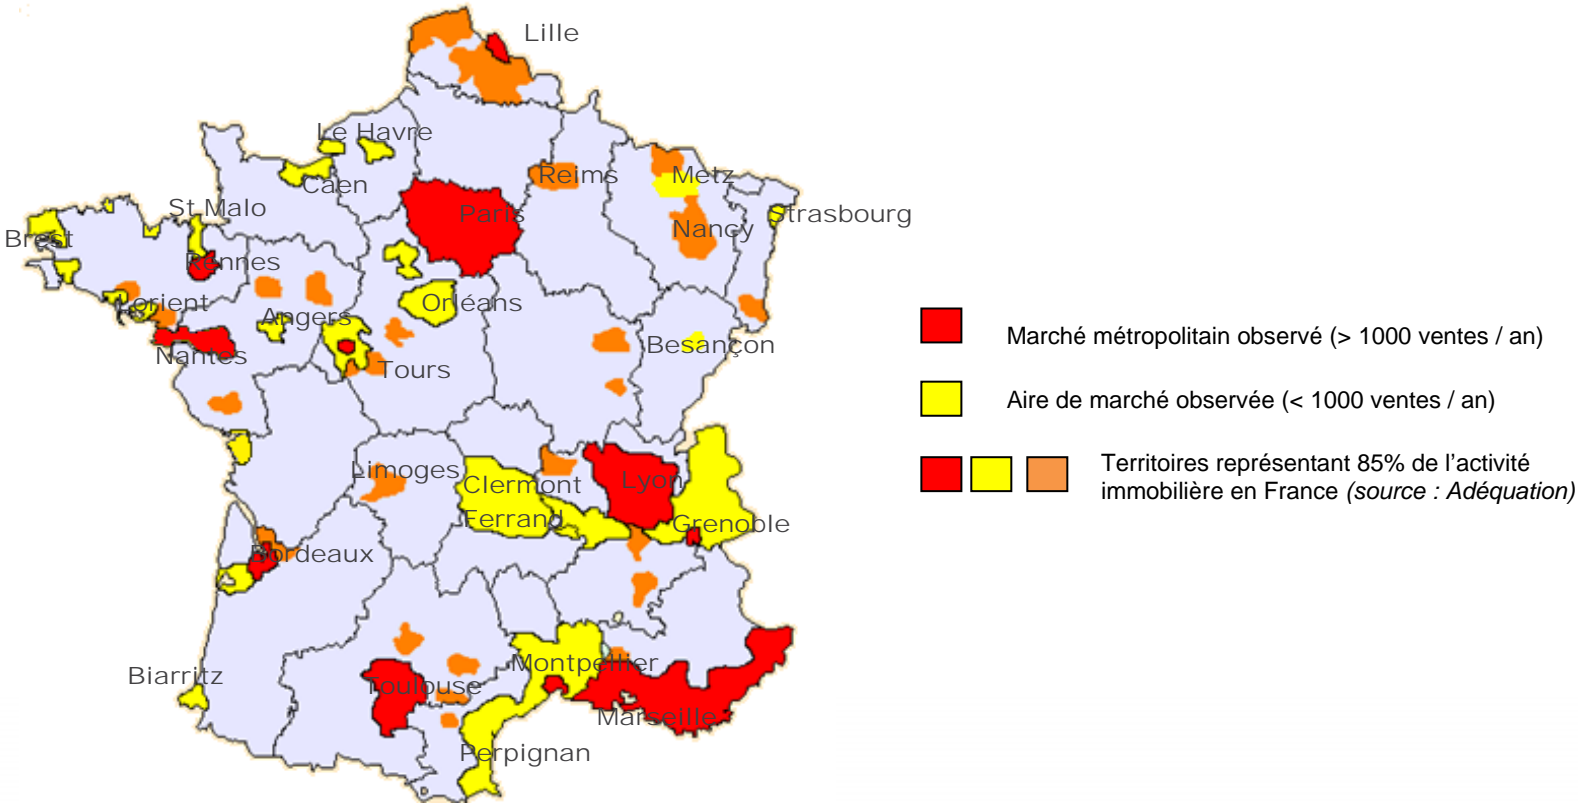 Lille
Le Havre
Caen
Reims
Metz
St Malo
Paris
Strasbourg
Brest
Nancy
Rennes
Lorient
Angers
Orléans
Nantes
Tours
Besançon
Limoges
Clermont
Ferrand
Lyon
Grenoble
Bordeaux
Biarritz
Toulouse
Montpellier
Marseille
Perpignan
Marché métropolitain observé (> 1000 ventes / an)
Aire de marché observée (< 1000 ventes / an)
Territoires représentant 85% de l’activité
immobilière en France (source : Adéquation)